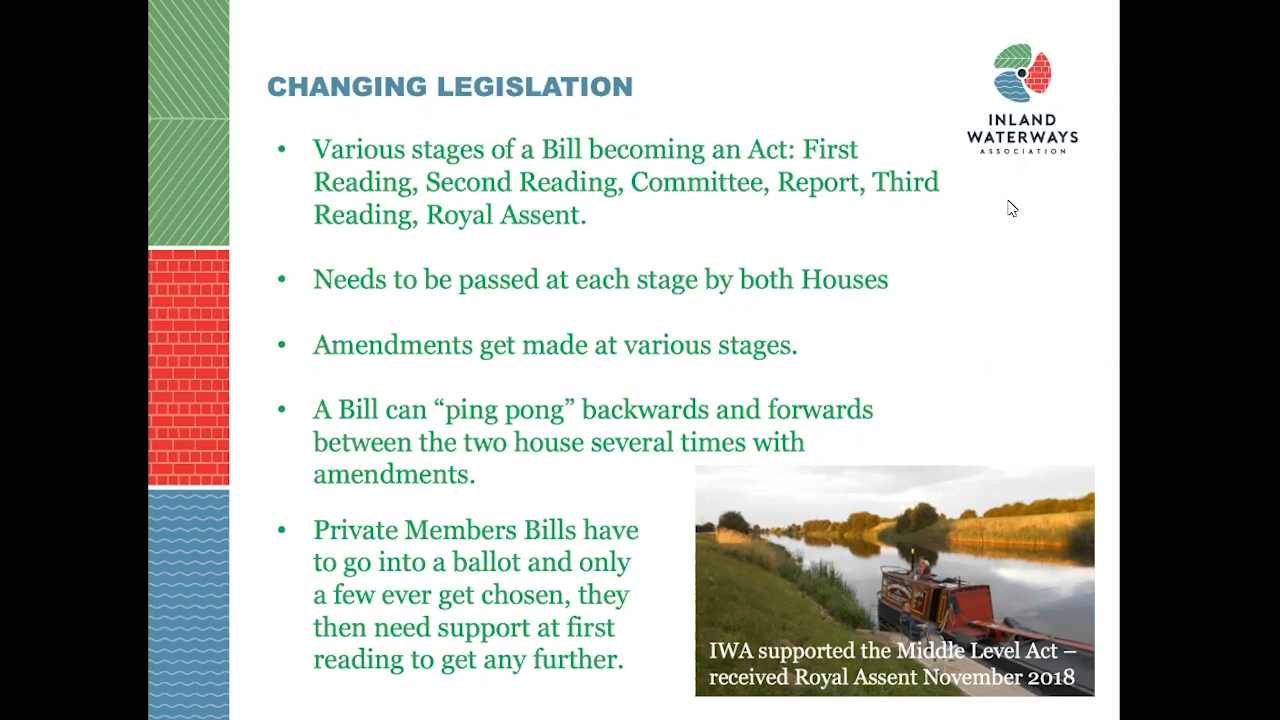 CHANGING LEGISLATION
INLAND
WATERWAYS
ASSOCIATION
• Various stages of a Bill becoming an Act: First
Reading, Second Reading, Committee, Report, Third
Reading, Royal Assent.
• Needs to be passed at each stage by both Houses
• Amendments get made at various stages.
• A Bill can “ping pong” backwards and forwards
between the two house several times with
amendments.
• Private Members Bills have
to go into a ballot and only
a few ever get chosen, they
then need support at first
reading to get any further.
IWA supported the Middle Level Act –
received Royal Assent November 2018